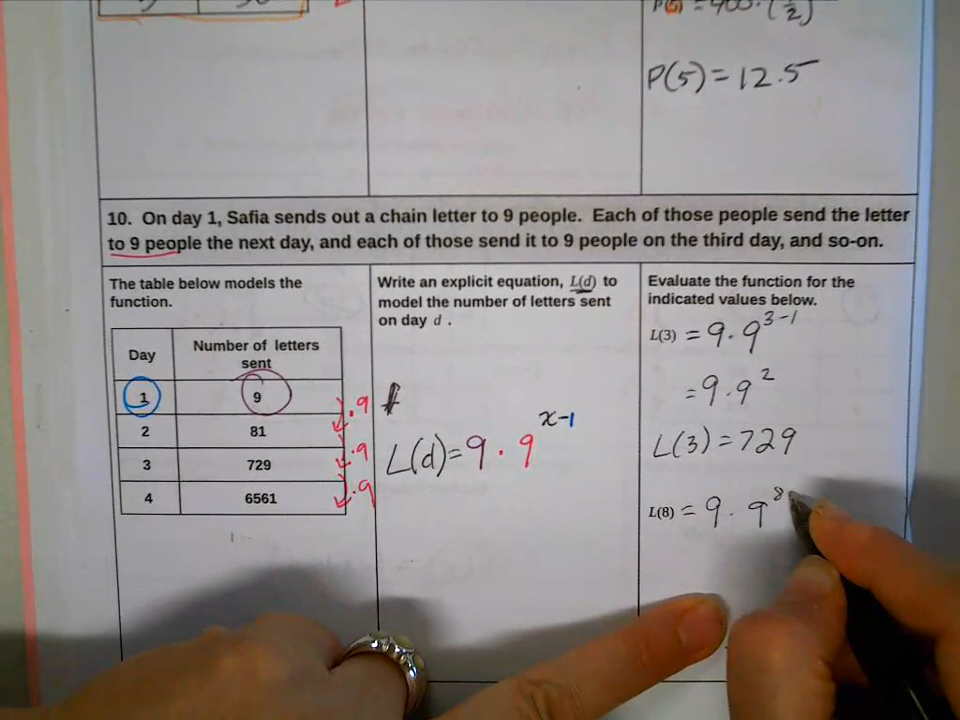 P(5) = 400 · (1/2)
P(5) = 12.5
10. On day 1, Safia sends out a chain letter to 9 people. Each of those people send the letter
to 9 people the next day, and each of those send it to 9 people on the third day, and so-on.
The table below models the
function.
Day Number of letters
sent
1 9
2 81
3 729
4 6561
·9
·9
·9
Write an explicit equation, L(d) to
model the number of letters sent
on day d .
L(d)=9 · 9^(x-1)
Evaluate the function for the
indicated values below.
L(3) = 9 · 9^(3-1)
= 9 · 9^2
L(3) = 729
L(8) = 9 · 9^8